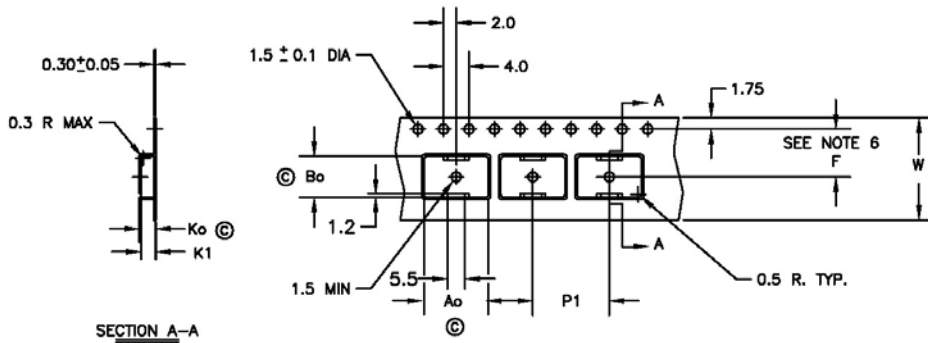 2.0
1.5 ± 0.1 DIA
4.0
0.30±0.05
A
1.75
0.3 R MAX
SEE NOTE 6
F
W
Ⓒ Bo
1.2
Ko Ⓒ
K1
A
5.5
1.5 MIN
Ao
Ⓒ
P1
0.5 R. TYP.
SECTION A-A